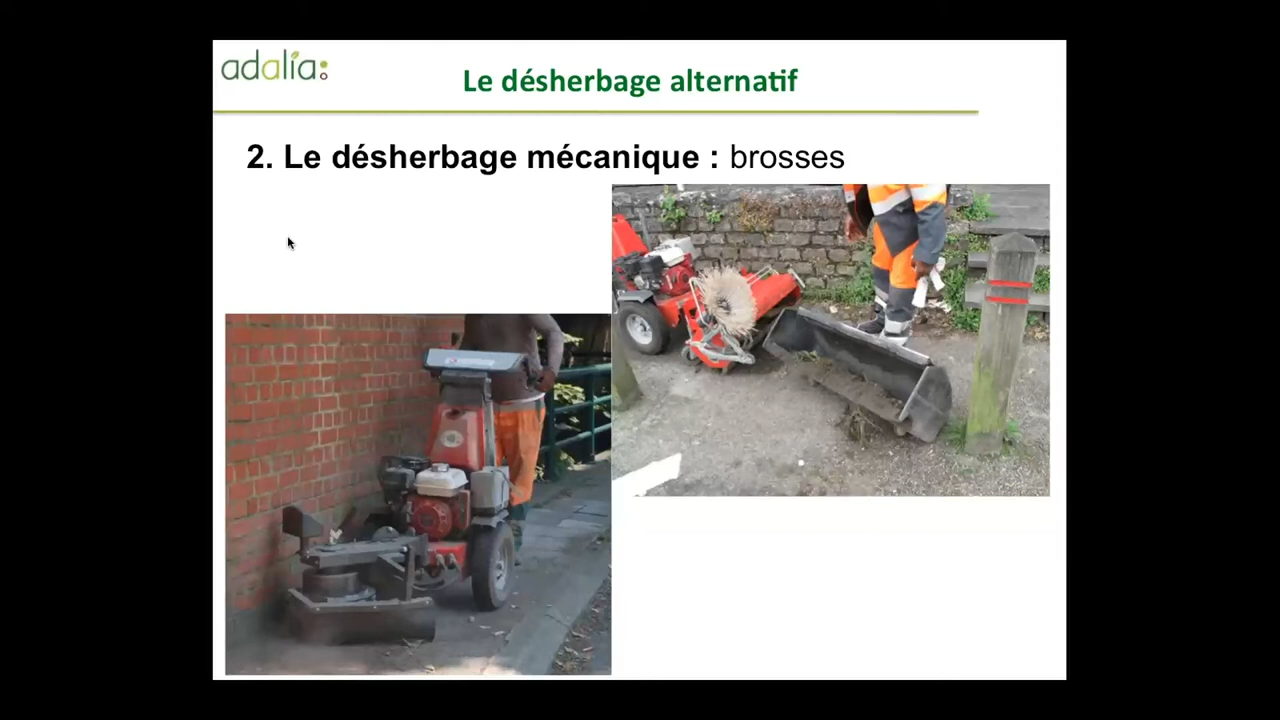 adalia
Le désherbage alternatif
2. Le désherbage mécanique : brosses